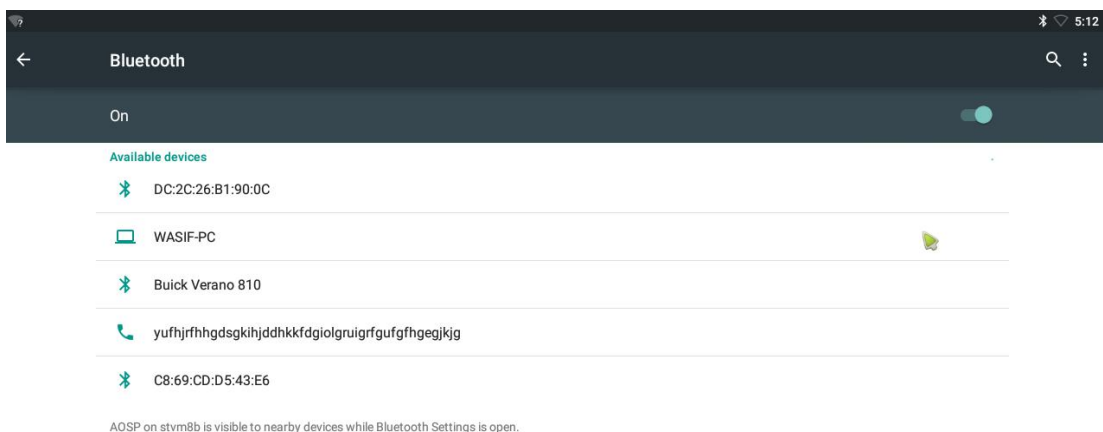 ?
5:12
Bluetooth
On
Available devices
DC:2C:26:B1:90:0C
WASIF-PC
Buick Verano 810
yufhjrfhhgdsgkihjddhkkfdgiolgruigrfgufgfhgegjkjg
C8:69:CD:D5:43:E6
AOSP on stvm8b is visible to nearby devices while Bluetooth Settings is open.